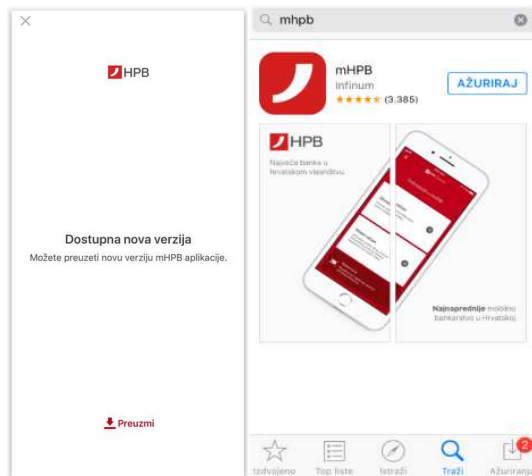 HPB
Dostupna nova verzija
Možete preuzeti novu verziju mHPB aplikacije.
Preuzmi
mhpb
mHPB
Infinum
(3.385)
AŽURIRAJ
HPB
Najveća banka u
hrvatskom vlasništvu.
Najnaprednije mobilno
bankarstvo u Hrvatskoj
Izdvojeno Top liste Istraži Traži Ažuriranja
2